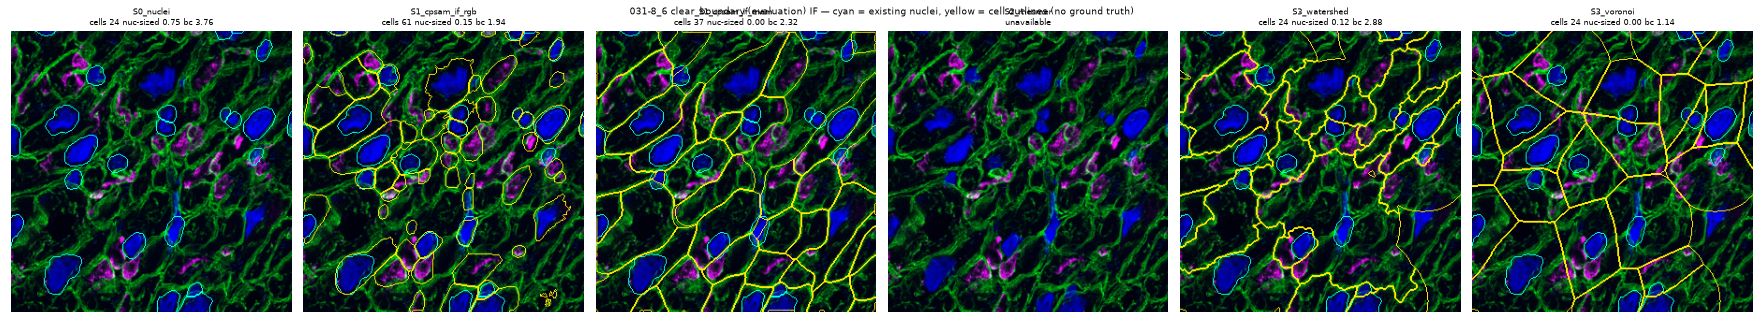 031-8_6 clear_boundary (evaluation) IF — cyan = existing nuclei, yellow = cell outlines (no ground truth)
S0_nuclei
cells 24 nuc-sized 0.75 bc 3.76
S1_cpsam_if_rgb
cells 61 nuc-sized 0.15 bc 1.94
cells 37 nuc-sized 0.00 bc 2.32
unavailable
S3_watershed
cells 24 nuc-sized 0.12 bc 2.88
S3_voronoi
cells 24 nuc-sized 0.00 bc 1.14